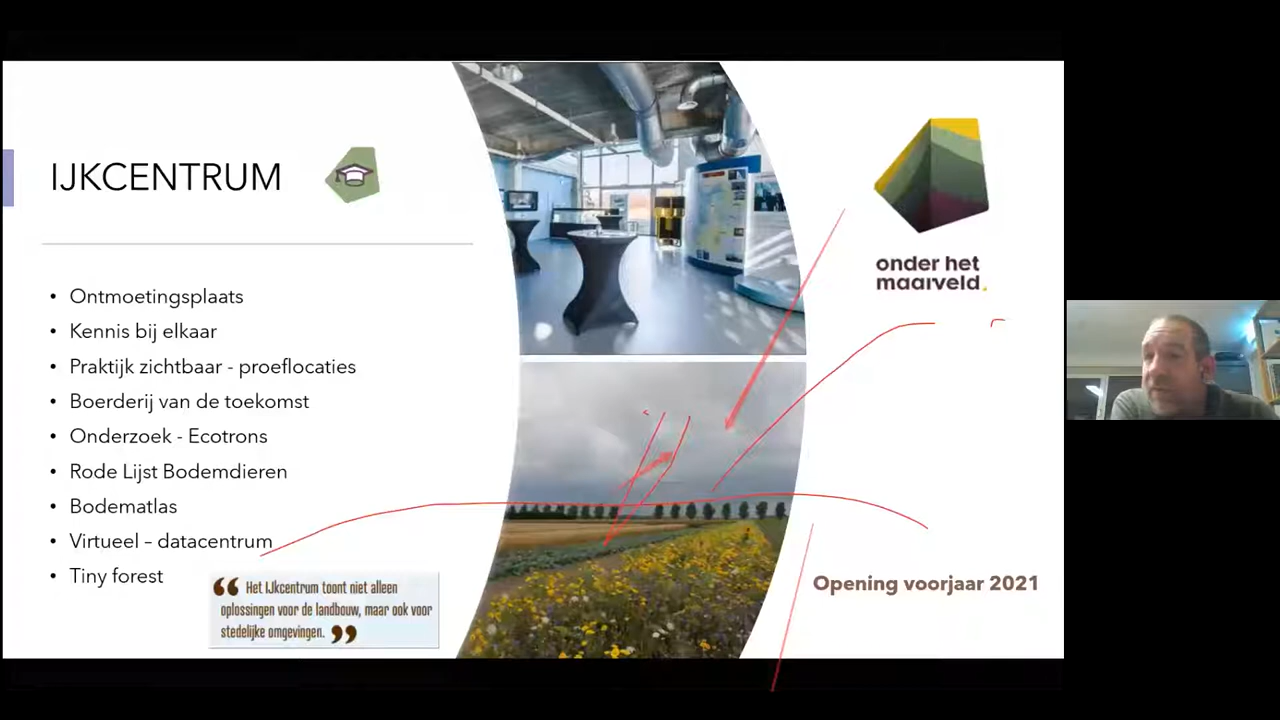 IJKCENTRUM
• Ontmoetingsplaats
• Kennis bij elkaar
• Praktijk zichtbaar - proeflocaties
• Boerderij van de toekomst
• Onderzoek - Ecotrons
• Rode Lijst Bodemdieren
• Bodematlas
• Virtueel – datacentrum
• Tiny forest
“ Het IJkcentrum toont niet alleen
oplossingen voor de landbouw, maar ook voor
stedelijke omgevingen. ”
onder het
maaiveld.
Opening voorjaar 2021